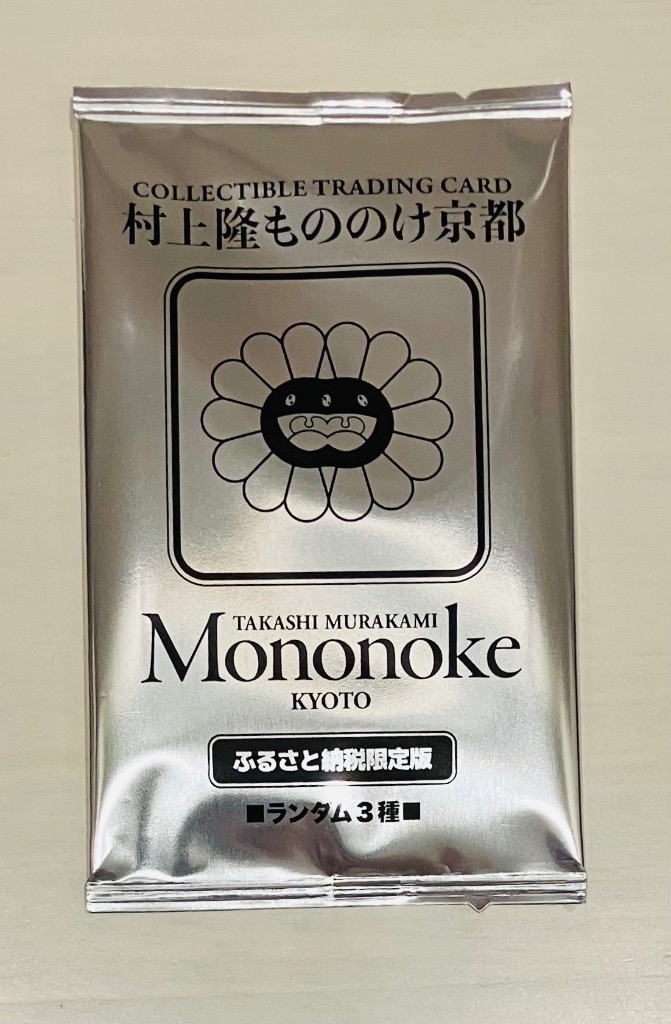 COLLECTIBLE TRADING CARD
村上隆もののけ京都
TAKASHI MURAKAMI
Mononoke
KYOTO
ふるさと納税限定版
■ランダム3種■